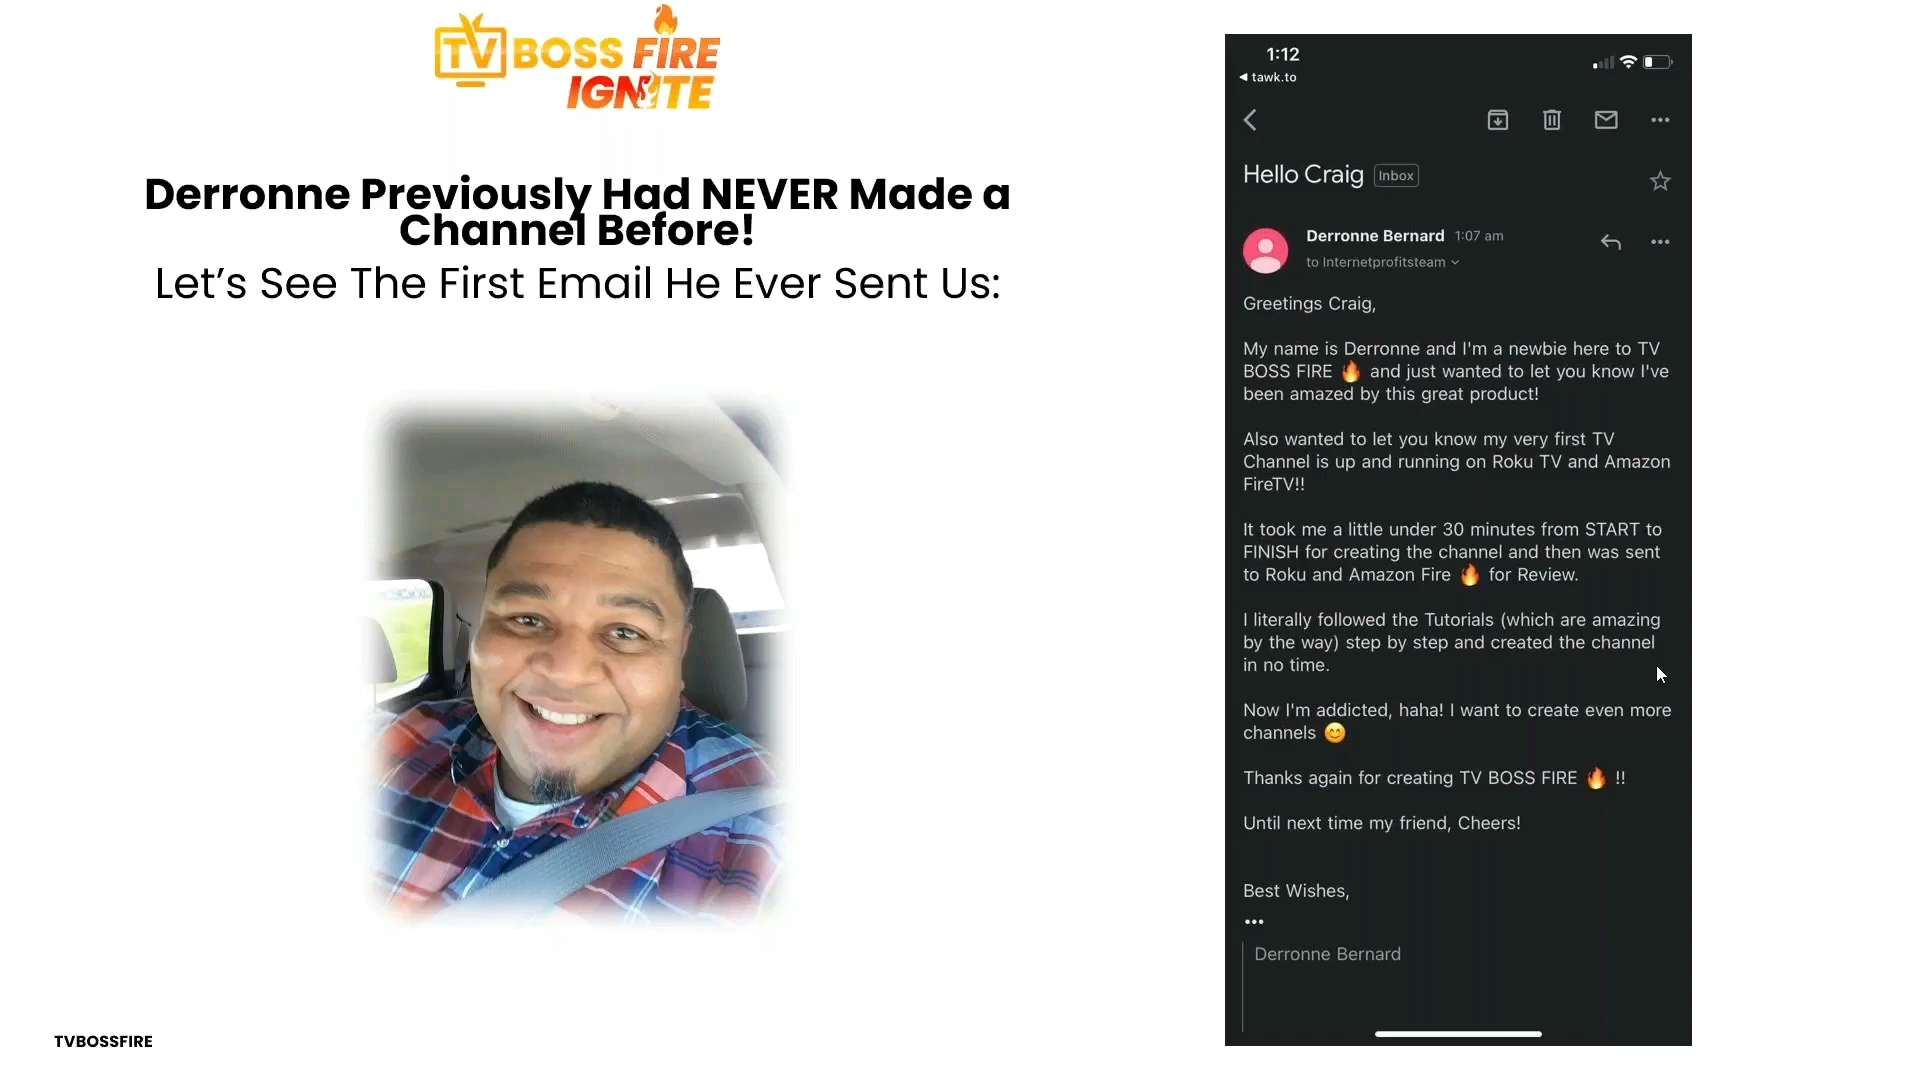 TV BOSS FIRE
IGNITE
Derronne Previously Had NEVER Made a
Channel Before!
Let’s See The First Email He Ever Sent Us:
TVBOSSFIRE
1:12
◀ tawk.to
Hello Craig Inbox
Derronne Bernard 1:07 am
to Internetprofitsteam
Greetings Craig,
My name is Derronne and I'm a newbie here to TV
BOSS FIRE 🔥 and just wanted to let you know I've
been amazed by this great product!
Also wanted to let you know my very first TV
Channel is up and running on Roku TV and Amazon
FireTV!!
It took me a little under 30 minutes from START to
FINISH for creating the channel and then was sent
to Roku and Amazon Fire 🔥 for Review.
I literally followed the Tutorials (which are amazing
by the way) step by step and created the channel
in no time.
Now I'm addicted, haha! I want to create even more
channels 😊
Thanks again for creating TV BOSS FIRE 🔥 !!
Until next time my friend, Cheers!
Best Wishes,
•••
Derronne Bernard